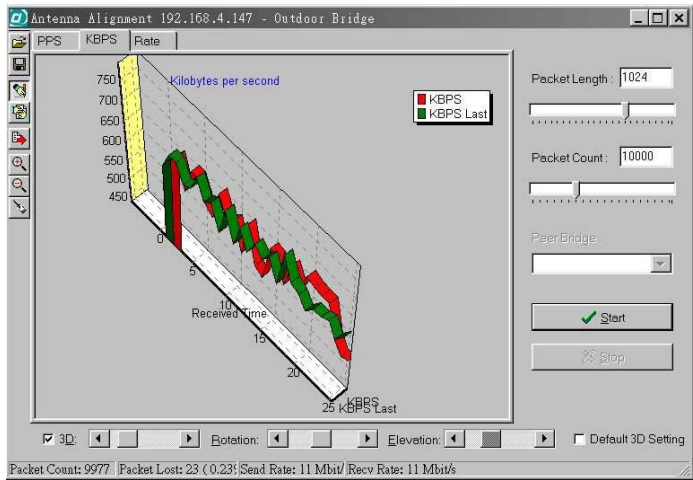 Antenna Alignment 192.168.4.147 - Outdoor Bridge
PPS KBPS Rate
Kilobytes per second
750
700
650
600
550
500
450
KBPS
KBPS Last
0
5
10
15
20
25
Received Time
KBPS
KBPS Last
Packet Length : 1024
Packet Count : 10000
Peer Bridge :
Start
Stop
3D: Rotation: Elevation: Default 3D Setting
Packet Count: 9977 Packet Lost: 23 ( 0.23% Send Rate: 11 Mbit/ Recv Rate: 11 Mbit/s